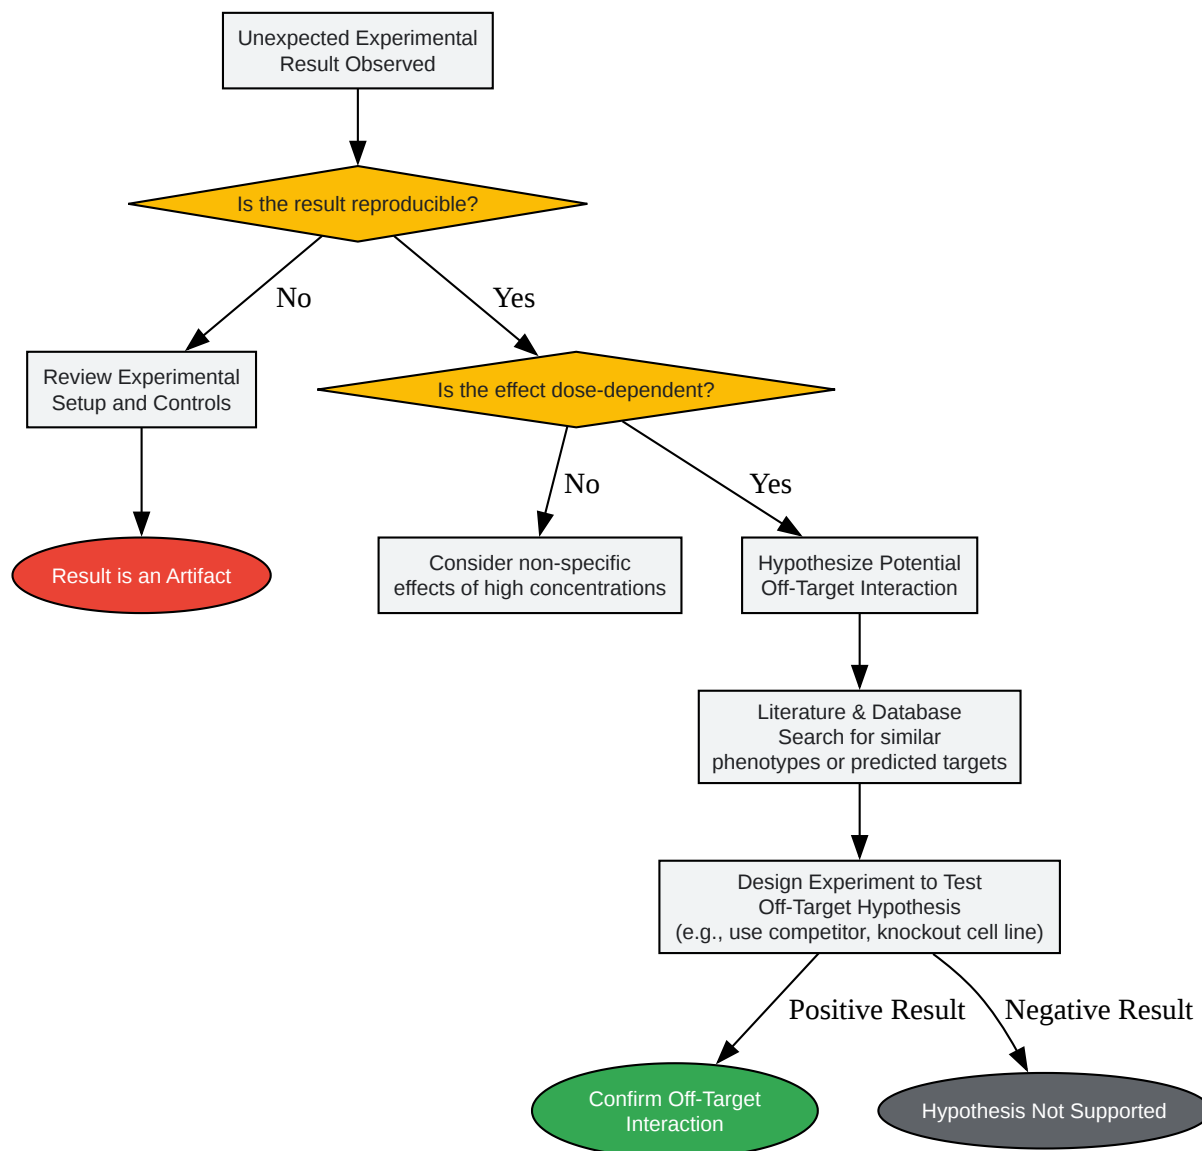 Unexpected Experimental
Result Observed
Is the result reproducible?
No
Yes
Review Experimental
Setup and Controls
Is the effect dose-dependent?
No
Yes
Result is an Artifact
Consider non-specific
effects of high concentrations
Hypothesize Potential
Off-Target Interaction
Literature & Database
Search for similar
phenotypes or predicted targets
Design Experiment to Test
Off-Target Hypothesis
(e.g., use competitor, knockout cell line)
Positive Result
Negative Result
Confirm Off-Target
Interaction
Hypothesis Not Supported